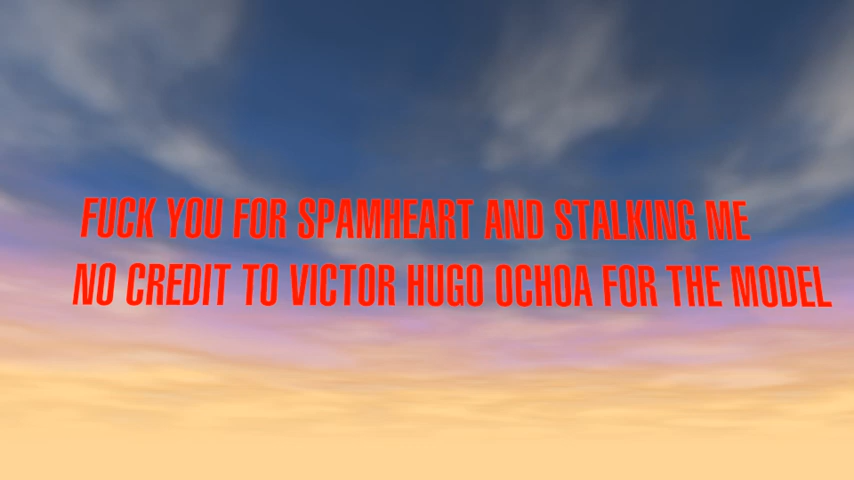 FUCK YOU FOR SPAMHEART AND STALKING ME
NO CREDIT TO VICTOR HUGO OCHOA FOR THE MODEL